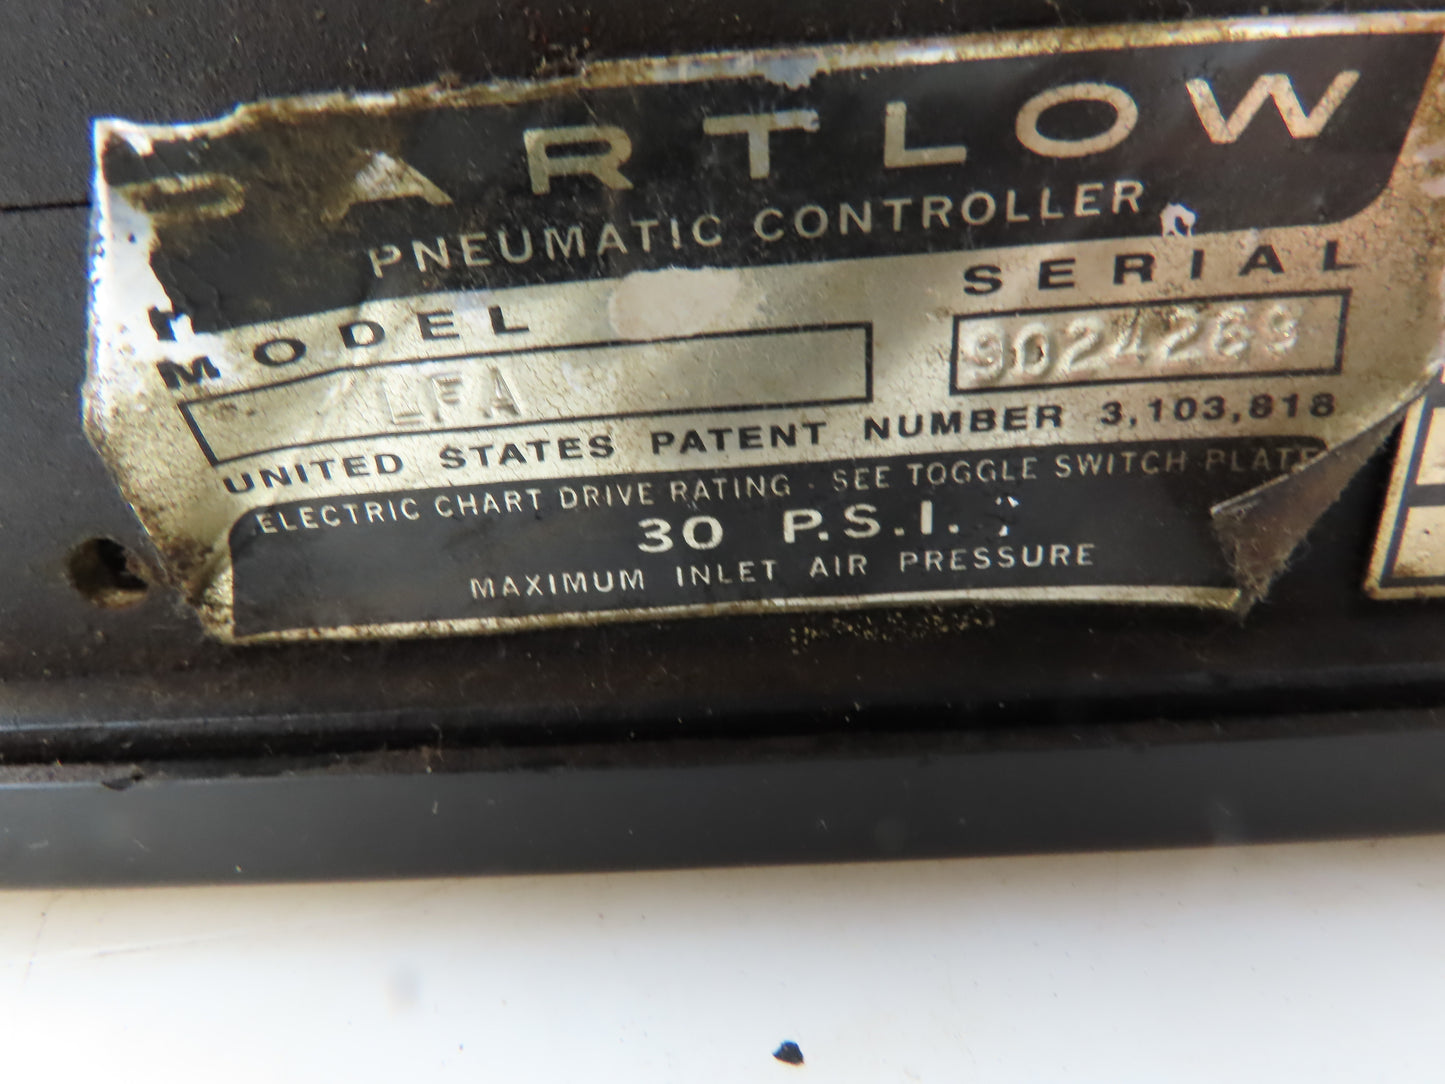 PARTLOW
PNEUMATIC CONTROLLER
MODEL SERIAL
LFA 9024269
UNITED STATES PATENT NUMBER 3,103,818
ELECTRIC CHART DRIVE RATING - SEE TOGGLE SWITCH PLATE
30 P.S.I.
MAXIMUM INLET AIR PRESSURE